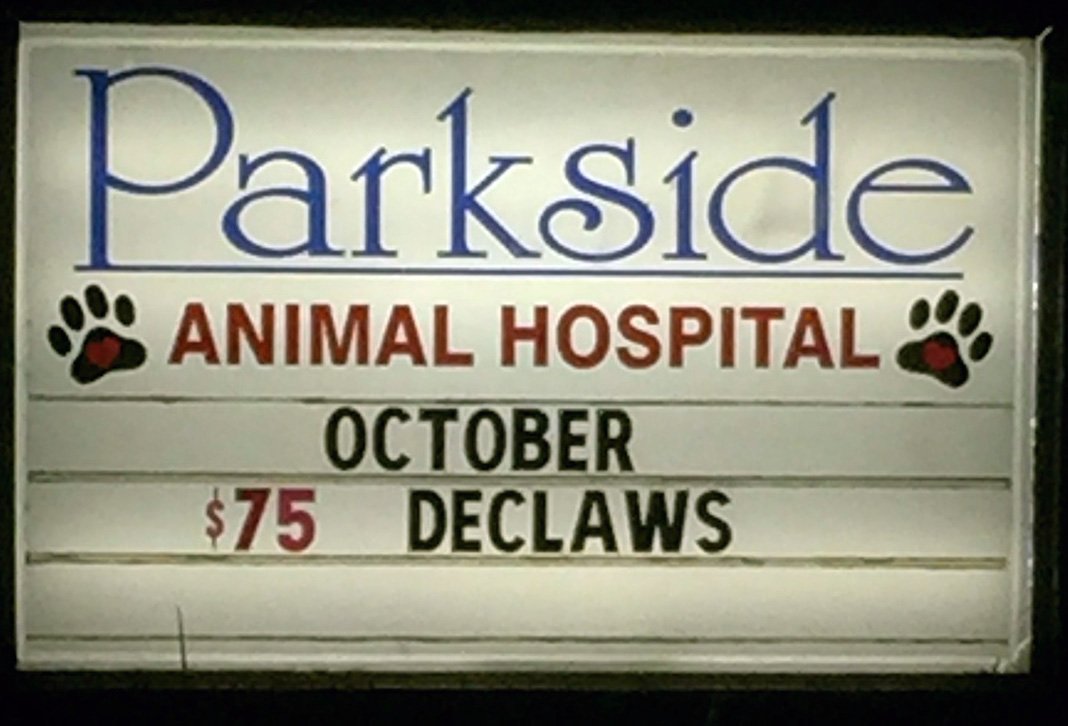 Parkside
ANIMAL HOSPITAL
OCTOBER
$75 DECLAWS